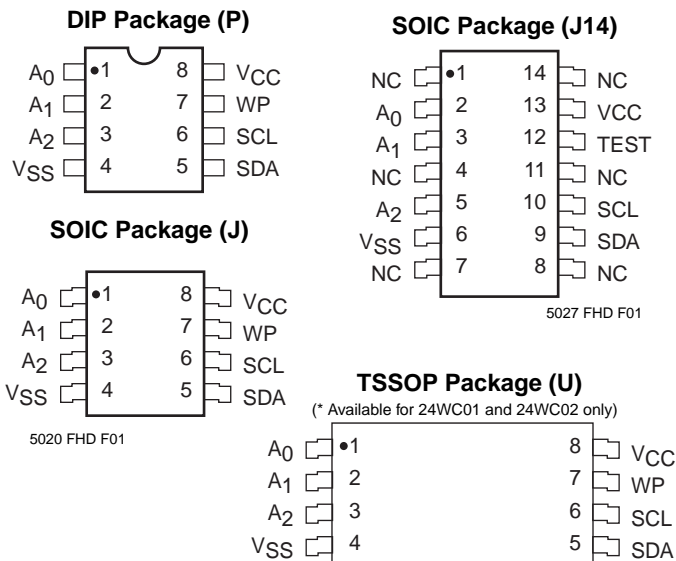 DIP Package (P)
A0 •1 8 VCC
A1 2 7 WP
A2 3 6 SCL
VSS 4 5 SDA
SOIC Package (J)
A0 •1 8 VCC
A1 2 7 WP
A2 3 6 SCL
VSS 4 5 SDA
5020 FHD F01
SOIC Package (J14)
NC •1 14 NC
A0 2 13 VCC
A1 3 12 TEST
NC 4 11 NC
A2 5 10 SCL
VSS 6 9 SDA
NC 7 8 NC
5027 FHD F01
TSSOP Package (U)
(* Available for 24WC01 and 24WC02 only)
A0 •1 8 VCC
A1 2 7 WP
A2 3 6 SCL
VSS 4 5 SDA